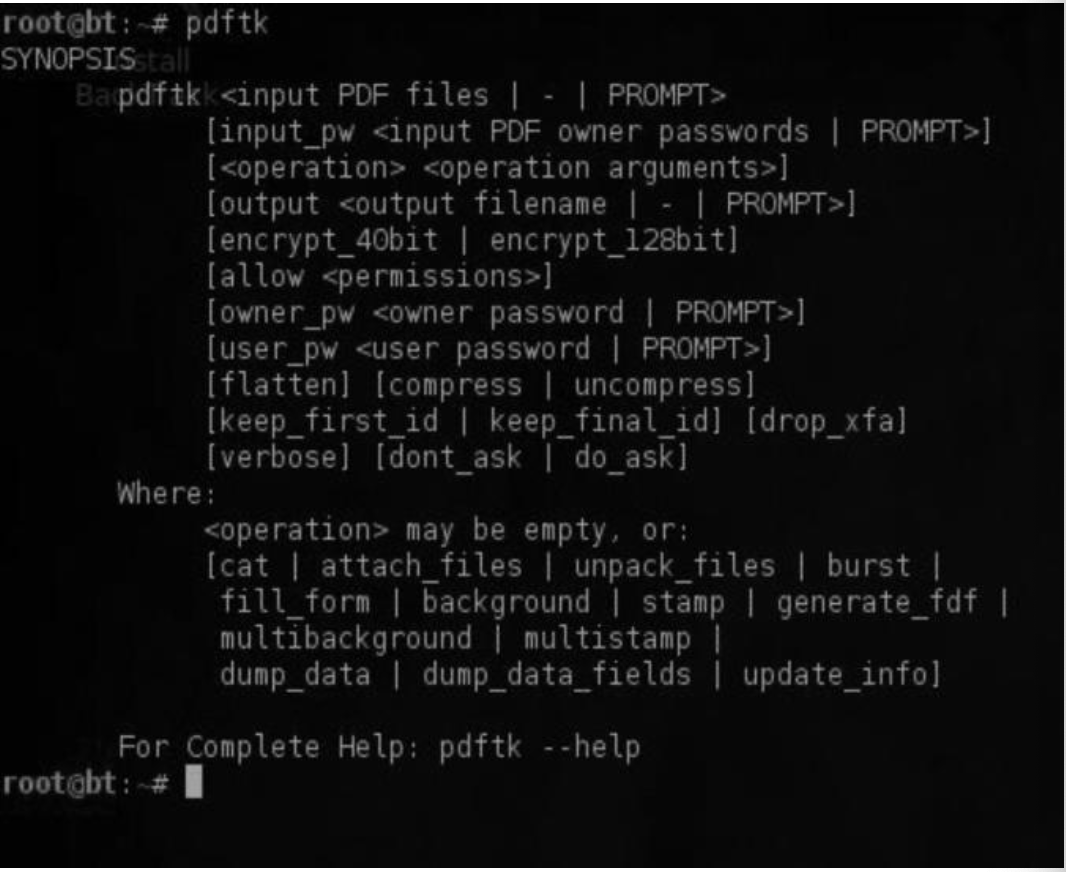 root@bt:~# pdftk
SYNOPSIS
pdftk <input PDF files | - | PROMPT>
[input_pw <input PDF owner passwords | PROMPT>]
[<operation> <operation arguments>]
[output <output filename | - | PROMPT>]
[encrypt_40bit | encrypt_128bit]
[allow <permissions>]
[owner_pw <owner password | PROMPT>]
[user_pw <user password | PROMPT>]
[flatten] [compress | uncompress]
[keep_first_id | keep_final_id] [drop_xfa]
[verbose] [dont_ask | do_ask]
Where:
<operation> may be empty, or:
[cat | attach_files | unpack_files | burst |
fill_form | background | stamp | generate_fdf |
multibackground | multistamp |
dump_data | dump_data_fields | update_info]
For Complete Help: pdftk --help
root@bt:~#